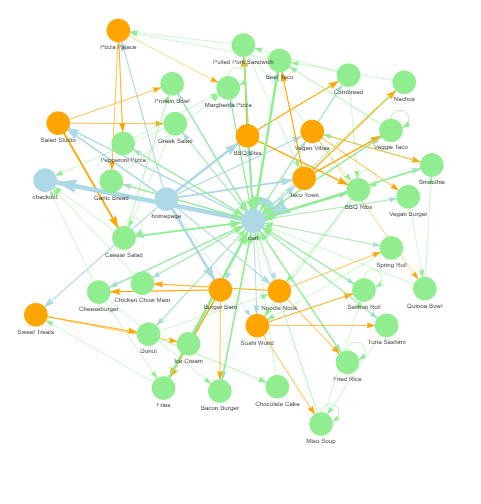 Pizza Palace
Pulled Pork Sandwich
Beef Taco
Cornbread
Nachos
Protein Bowl
Margherita Pizza
Salad Studio
Greek Salad
BBQ Bliss
Vegan Vibes
Veggie Taco
Pepperoni Pizza
Smoothie
checkout
Garlic Bread
Taco Town
BBQ Ribs
homepage
Vegan Burger
cart
Caesar Salad
Spring Roll
Chicken Chow Mein
Cheeseburger
Burger Barn
Noodle Nook
Salmon Roll
Quinoa Bowl
Sweet Treats
Donut
Sushi World
Tuna Sashimi
Ice Cream
Fried Rice
Fries
Bacon Burger
Chocolate Cake
Miso Soup